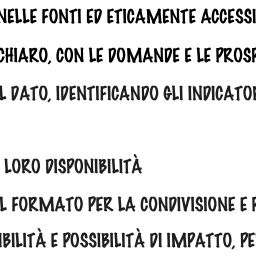 NELLE FONTI ED ETICAMENTE ACCESSI
CHIARO, CON LE DOMANDE E LE PROSP
L DATO, IDENTIFICANDO GLI INDICATOR
LORO DISPONIBILITÀ
L FORMATO PER LA CONDIVISIONE E
BILITÀ E POSSIBILITÀ DI IMPATTO, PE